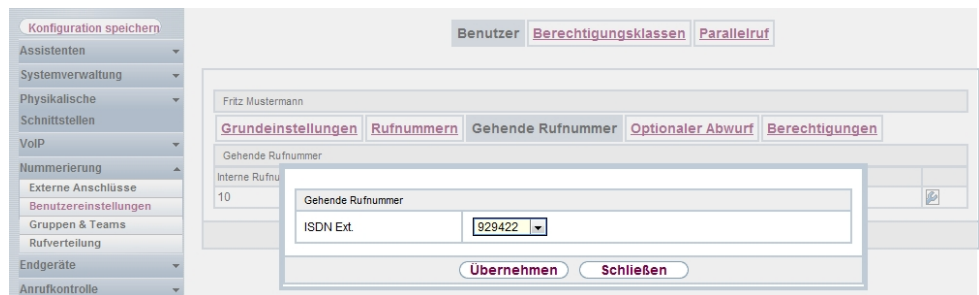 Konfiguration speichern
Assistenten
Systemverwaltung
Physikalische
Schnittstellen
VoIP
Nummerierung
Externe Anschlüsse
Benutzereinstellungen
Gruppen & Teams
Rufverteilung
Endgeräte
Anrufkontrolle
Benutzer Berechtigungsklassen Parallelruf
Fritz Mustermann
Grundeinstellungen Rufnummern Gehende Rufnummer Optionaler Abwurf Berechtigungen
Gehende Rufnummer
Interne Rufnu
10
Gehende Rufnummer
ISDN Ext. 929422
Übernehmen Schließen